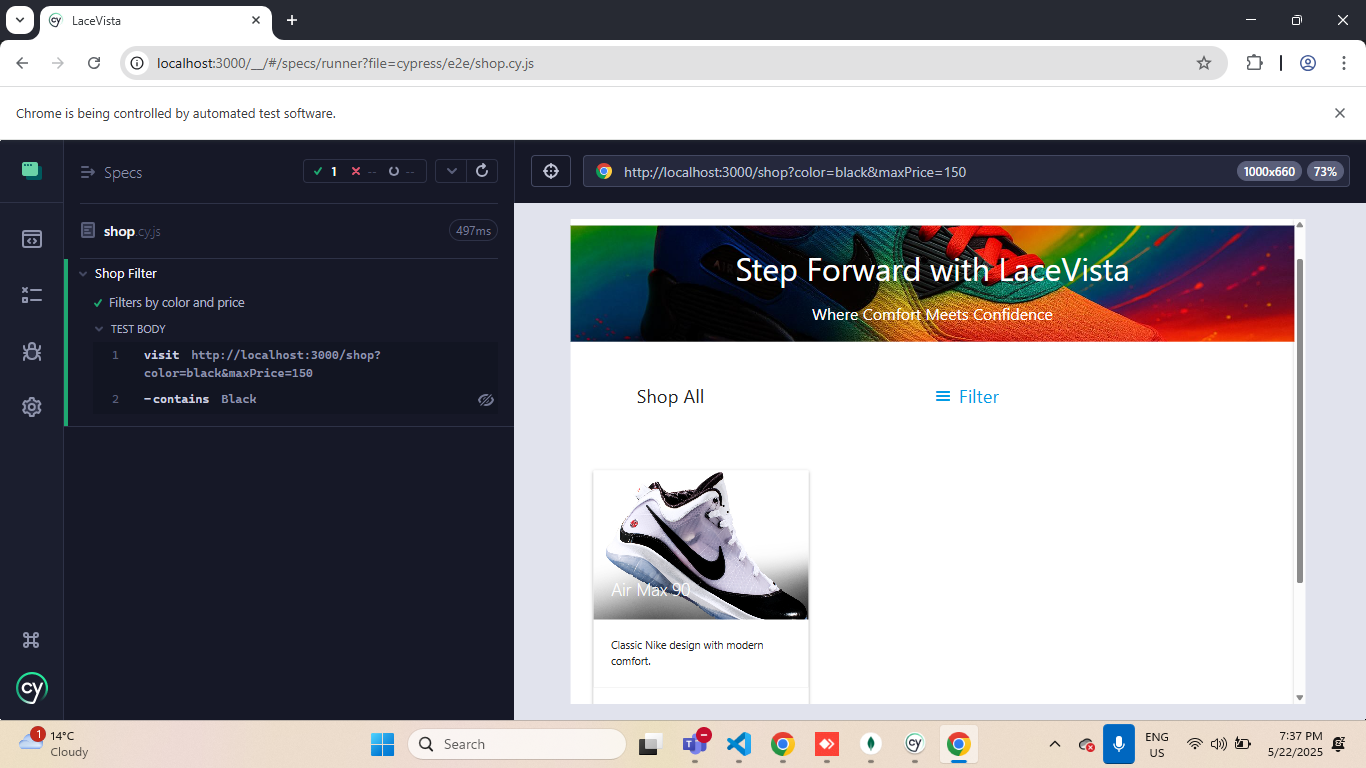 LaceVista
localhost:3000/__/#/specs/runner?file=cypress/e2e/shop.cy.js
Chrome is being controlled by automated test software.
Specs
1 -- --
http://localhost:3000/shop?color=black&maxPrice=150
1000x660
73%
shop.cy.js
497ms
Shop Filter
Filters by color and price
TEST BODY
1 visit http://localhost:3000/shop?
color=black&maxPrice=150
2 -contains Black
cy
Step Forward with LaceVista
Where Comfort Meets Confidence
Shop All
Filter
Air Max 90
Classic Nike design with modern
comfort.
1
14°C
Cloudy
Search
cy
ENG
US
7:37 PM
5/22/2025